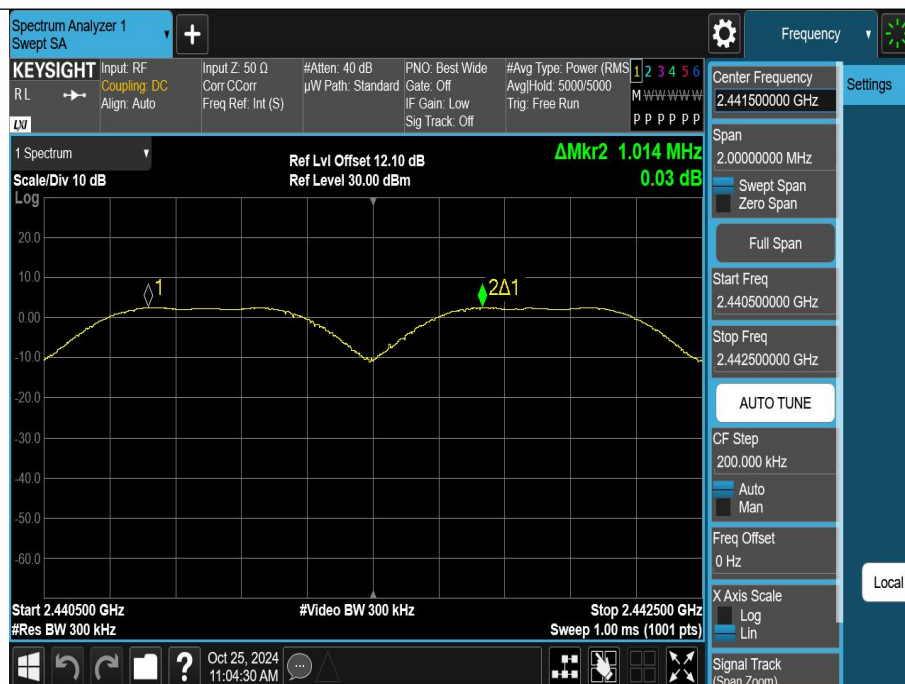 Spectrum Analyzer 1
Swept SA
Frequency
KEYSIGHT
RL
LXI
Input: RF
Coupling: DC
Align: Auto
Input Z: 50 Ω
Corr CCorr
Freq Ref: Int (S)
#Atten: 40 dB
µW Path: Standard
PNO: Best Wide
Gate: Off
IF Gain: Low
Sig Track: Off
#Avg Type: Power (RMS
Avg|Hold: 5000/5000
Trig: Free Run
1 2 3 4 5 6
M W W W W W
P P P P P P
1 Spectrum
Scale/Div 10 dB
Log
Ref Lvl Offset 12.10 dB
Ref Level 30.00 dBm
ΔMkr2 1.014 MHz
0.03 dB
20.0
10.0
0.00
-10.0
-20.0
-30.0
-40.0
-50.0
-60.0
1
2Δ1
Start 2.440500 GHz
#Res BW 300 kHz
#Video BW 300 kHz
Stop 2.442500 GHz
Sweep 1.00 ms (1001 pts)
?
Oct 25, 2024
11:04:30 AM
Center Frequency
2.441500000 GHz
Settings
Span
2.00000000 MHz
Swept Span
Zero Span
Full Span
Start Freq
2.440500000 GHz
Stop Freq
2.442500000 GHz
AUTO TUNE
CF Step
200.000 kHz
Auto
Man
Freq Offset
0 Hz
Local
X Axis Scale
Log
Lin
Signal Track
(Span Zoom)